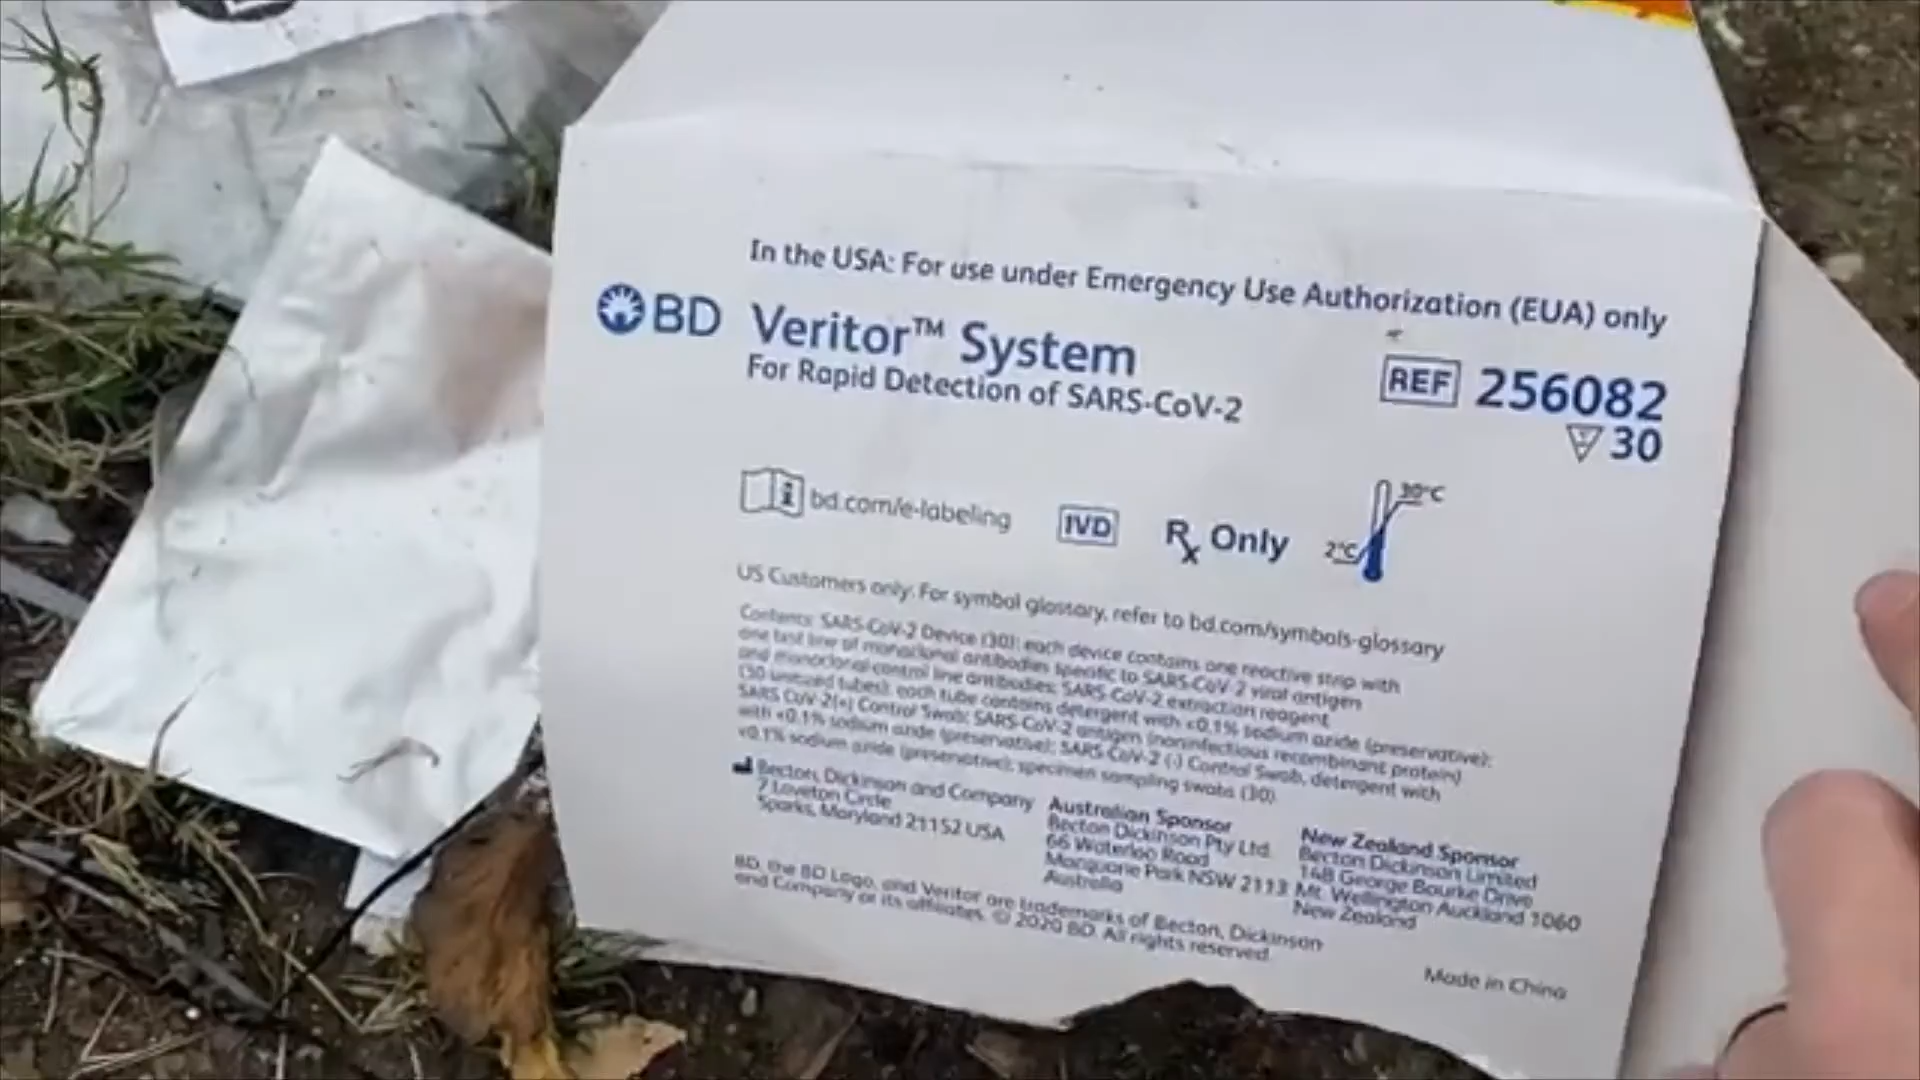 In the USA: For use under Emergency Use Authorization (EUA) only
BD Veritor™ System
For Rapid Detection of SARS-CoV-2
REF 256082
30
bd.com/e-labeling
IVD
Rx Only
30°C
2°C
US Customers only: For symbol glossary, refer to bd.com/symbols-glossary
Contents: SARS-CoV-2 Device (30); each device contains one reactive strip with
one test line of monoclonal antibodies specific to SARS-CoV-2 viral antigen
and monoclonal control line antibodies; SARS-CoV-2 extraction reagent
(30 unitized tubes); each tube contains detergent with <0.1% sodium azide (preservative);
SARS CoV-2(+) Control Swab; SARS-CoV-2 antigen (noninfectious recombinant protein)
with <0.1% sodium azide (preservative); SARS-CoV-2 (-) Control Swab, detergent with
<0.1% sodium azide (preservative); specimen sampling swabs (30).
Becton, Dickinson and Company
7 Loveton Circle
Sparks, Maryland 21152 USA
Australian Sponsor
Becton Dickinson Pty Ltd.
66 Waterloo Road
Macquarie Park NSW 2113
Australia
New Zealand Sponsor
Becton Dickinson Limited
14B George Bourke Drive
Mt. Wellington Auckland 1060
New Zealand
BD, the BD Logo, and Veritor are trademarks of Becton, Dickinson
and Company or its affiliates. © 2020 BD. All rights reserved.
Made in China